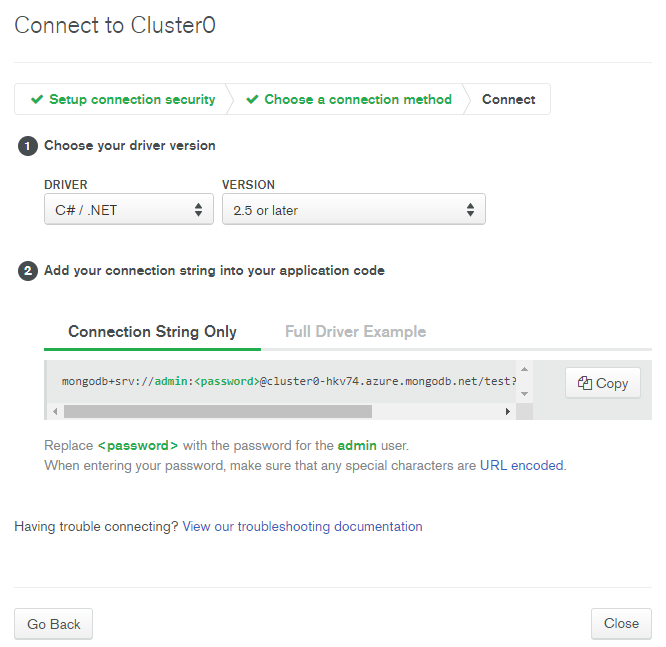 Connect to Cluster0
Setup connection security
Choose a connection method
Connect
1 Choose your driver version
DRIVER
VERSION
C# / .NET
2.5 or later
2 Add your connection string into your application code
Connection String Only
Full Driver Example
mongodb+srv://admin:<password>@cluster0-hkv74.azure.mongodb.net/test?
Copy
Replace <password> with the password for the admin user.
When entering your password, make sure that any special characters are URL encoded.
Having trouble connecting? View our troubleshooting documentation
Go Back
Close